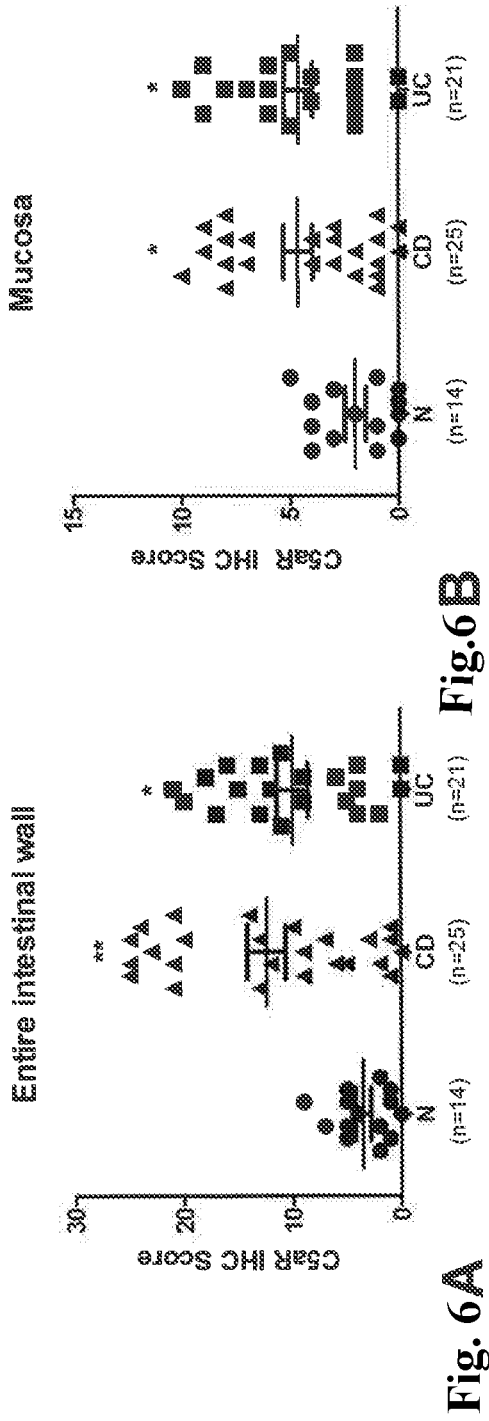 Entire intestinal wall
C5aR IHC Score
30
20
10
0
**
*
N
CD
UC
(n=14)
(n=25)
(n=21)
Fig. 6A
Mucosa
C5aR IHC Score
15
10
5
0
*
*
N
CD
UC
(n=14)
(n=25)
(n=21)
Fig.6B